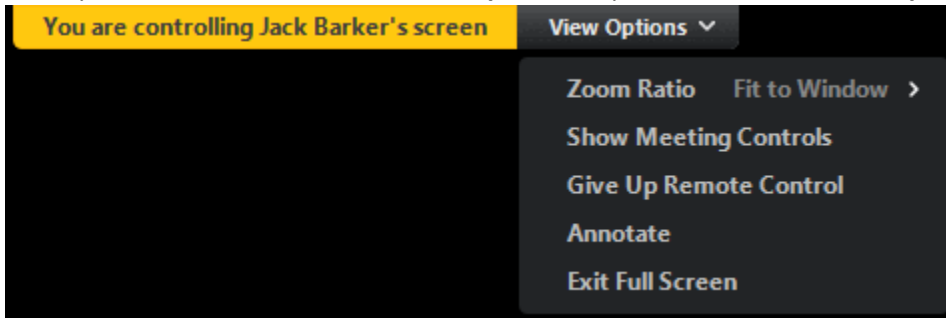 You are controlling Jack Barker's screen View Options
Zoom Ratio Fit to Window
Show Meeting Controls
Give Up Remote Control
Annotate
Exit Full Screen